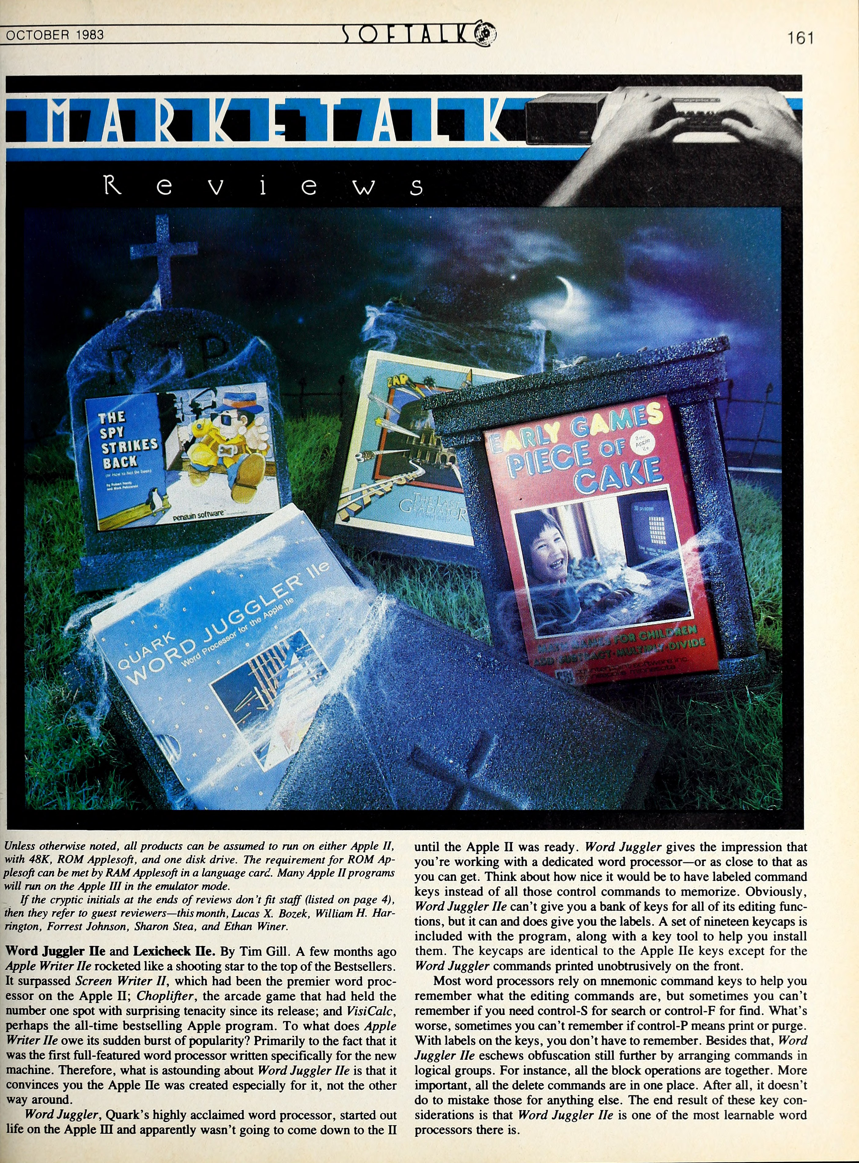 OCTOBER 1983
SOFTALK
161
MARKETALK
Reviews
R.I.P
THE
SPY
STRIKES
BACK
penguin software
ZAP
KAPOW
EARLY GAMES
PIECE OF
CAKE
MATH GAMES FOR CHILDREN
ADD SUBTRACT MULTIPLY DIVIDE
QUARK
WORD JUGGLER IIe
Word Processor for the Apple IIe
Unless otherwise noted, all products can be assumed to run on either Apple II,
with 48K, ROM Applesoft, and one disk drive. The requirement for ROM Ap-
plesoft can be met by RAM Applesoft in a language card. Many Apple II programs
will run on the Apple III in the emulator mode.
If the cryptic initials at the ends of reviews don't fit staff (listed on page 4),
then they refer to guest reviewers—this month, Lucas X. Bozek, William H. Har-
rington, Forrest Johnson, Sharon Stea, and Ethan Winer.
Word Juggler IIe and Lexicheck IIe. By Tim Gill. A few months ago
Apple Writer IIe rocketed like a shooting star to the top of the Bestsellers.
It surpassed Screen Writer II, which had been the premier word proc-
essor on the Apple II; Choplifter, the arcade game that had held the
number one spot with surprising tenacity since its release; and VisiCalc,
perhaps the all-time bestselling Apple program. To what does Apple
Writer IIe owe its sudden burst of popularity? Primarily to the fact that it
was the first full-featured word processor written specifically for the new
machine. Therefore, what is astounding about Word Juggler IIe is that it
convinces you the Apple IIe was created especially for it, not the other
way around.
Word Juggler, Quark's highly acclaimed word processor, started out
life on the Apple III and apparently wasn't going to come down to the II
until the Apple II was ready. Word Juggler gives the impression that
you're working with a dedicated word processor—or as close to that as
you can get. Think about how nice it would be to have labeled command
keys instead of all those control commands to memorize. Obviously,
Word Juggler IIe can't give you a bank of keys for all of its editing func-
tions, but it can and does give you the labels. A set of nineteen keycaps is
included with the program, along with a key tool to help you install
them. The keycaps are identical to the Apple IIe keys except for the
Word Juggler commands printed unobtrusively on the front.
Most word processors rely on mnemonic command keys to help you
remember what the editing commands are, but sometimes you can't
remember if you need control-S for search or control-F for find. What's
worse, sometimes you can't remember if control-P means print or purge.
With labels on the keys, you don't have to remember. Besides that, Word
Juggler IIe eschews obfuscation still further by arranging commands in
logical groups. For instance, all the block operations are together. More
important, all the delete commands are in one place. After all, it doesn't
do to mistake those for anything else. The end result of these key con-
siderations is that Word Juggler IIe is one of the most learnable word
processors there is.